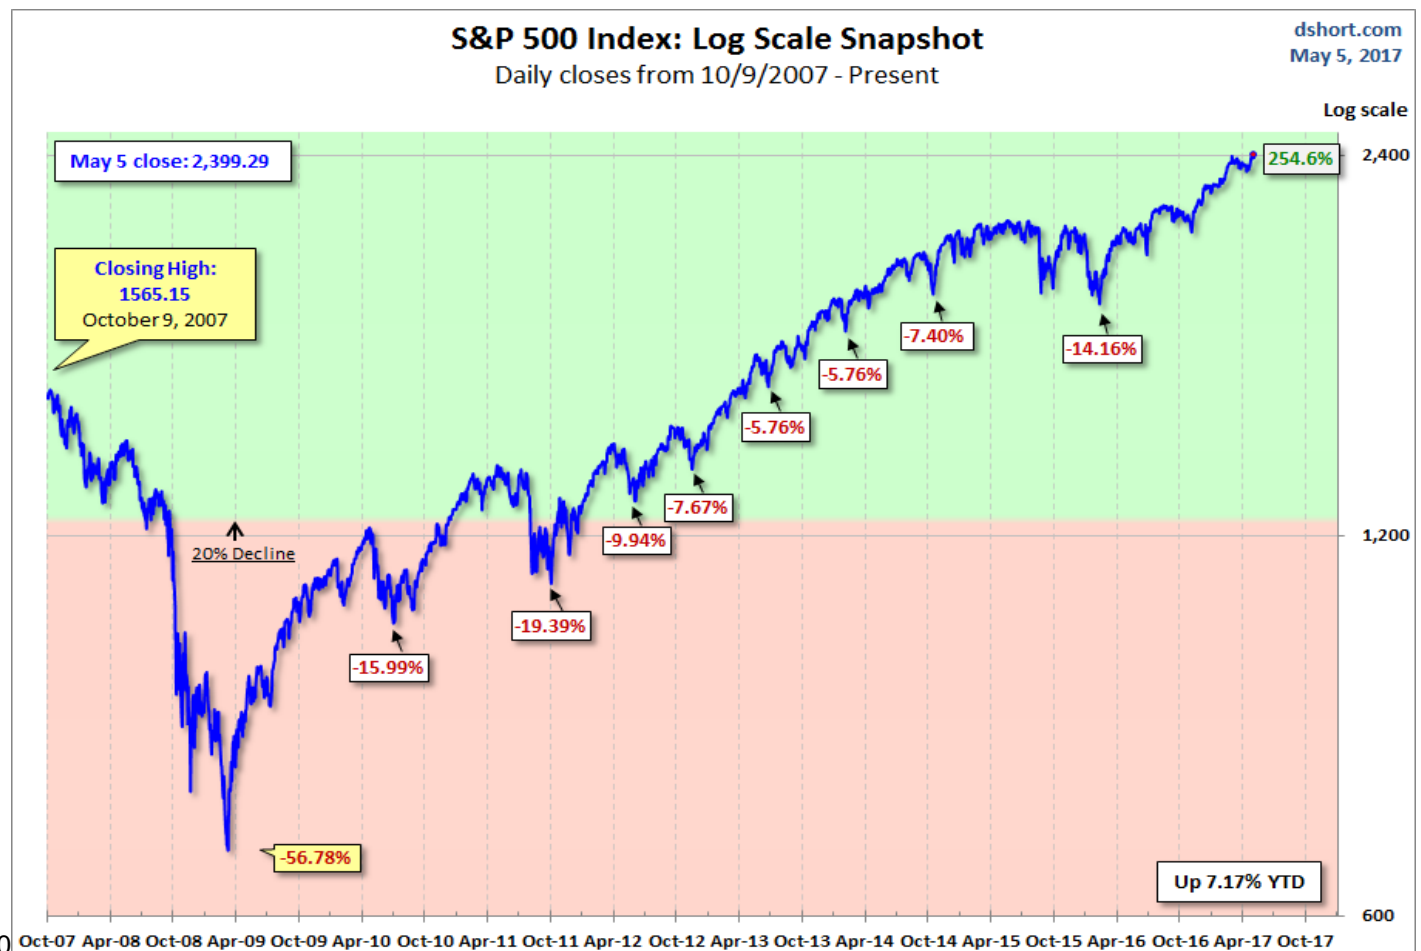 S&P 500 Index: Log Scale Snapshot
Daily closes from 10/9/2007 - Present
dshort.com
May 5, 2017
Log scale
May 5 close: 2,399.29
254.6%
2,400
Closing High:
1565.15
October 9, 2007
-7.40%
-14.16%
-5.76%
-5.76%
-7.67%
-9.94%
1,200
20% Decline
-19.39%
-15.99%
-56.78%
Up 7.17% YTD
600
0
Oct-07 Apr-08 Oct-08 Apr-09 Oct-09 Apr-10 Oct-10 Apr-11 Oct-11 Apr-12 Oct-12 Apr-13 Oct-13 Apr-14 Oct-14 Apr-15 Oct-15 Apr-16 Oct-16 Apr-17 Oct-17